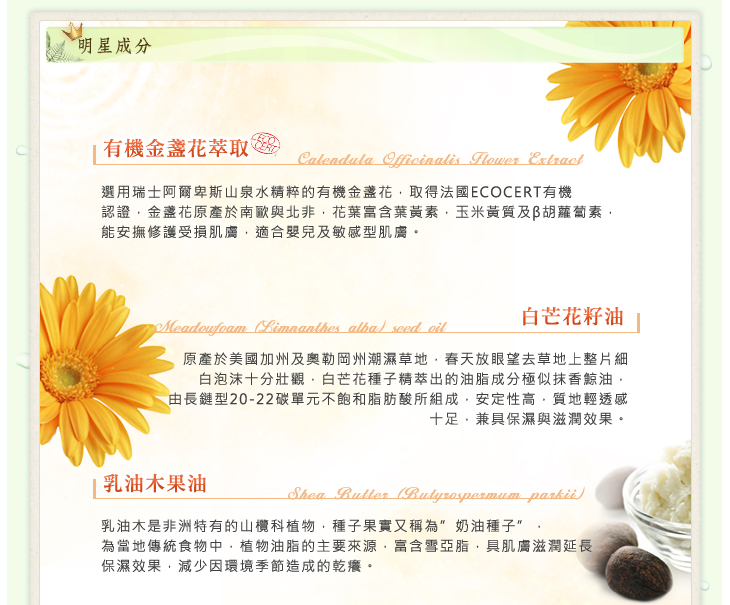 明星成分
有機金盞花萃取
ECO
CERT
Calendula Officinalis Flower Extract
選用瑞士阿爾卑斯山泉水精粹的有機金盞花，取得法國ECOCERT有機
認證，金盞花原產於南歐與北非，花葉富含葉黃素，玉米黃質及β胡蘿蔔素，
能安撫修護受損肌膚，適合嬰兒及敏感型肌膚。
Meadowfoam (Limnanthes alba) seed oil
白芒花籽油
原產於美國加州及奧勒岡州潮濕草地，春天放眼望去草地上整片細
白泡沫十分壯觀，白芒花種子精萃出的油脂成分極似抹香鯨油，
由長鏈型20-22碳單元不飽和脂肪酸所組成，安定性高，質地輕透感
十足，兼具保濕與滋潤效果。
乳油木果油
Shea Butter (Butyrospermum parkii)
乳油木是非洲特有的山欖科植物，種子果實又稱為”奶油種子”，
為當地傳統食物中，植物油脂的主要來源，富含雪亞脂，具肌膚滋潤延長
保濕效果，減少因環境季節造成的乾癢。